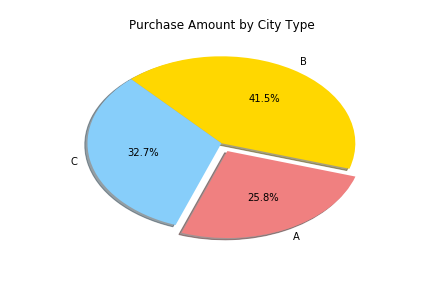 Purchase Amount by City Type
B
41.5%
C
32.7%
25.8%
A